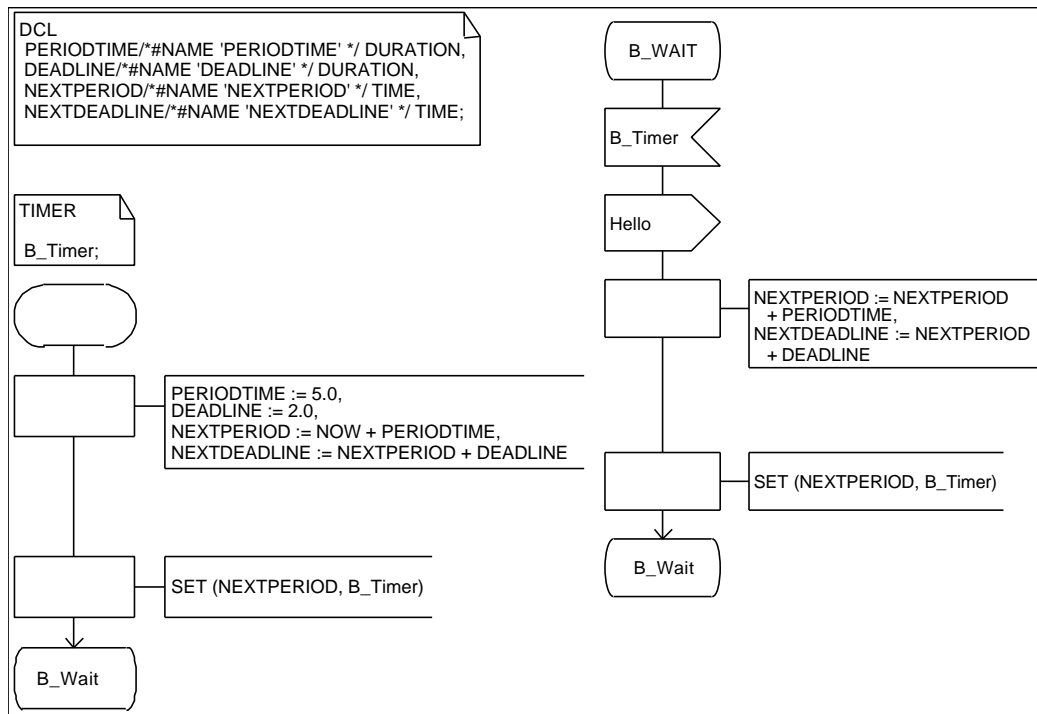 DCL
PERIODTIME/*#NAME 'PERIODTIME' */ DURATION,
DEADLINE/*#NAME 'DEADLINE' */ DURATION,
NEXTPERIOD/*#NAME 'NEXTPERIOD' */ TIME,
NEXTDEADLINE/*#NAME 'NEXTDEADLINE' */ TIME;
TIMER
B_Timer;
PERIODTIME := 5.0,
DEADLINE := 2.0,
NEXTPERIOD := NOW + PERIODTIME,
NEXTDEADLINE := NEXTPERIOD + DEADLINE
SET (NEXTPERIOD, B_Timer)
B_Wait
B_WAIT
B_Timer
Hello
NEXTPERIOD := NEXTPERIOD
+ PERIODTIME,
NEXTDEADLINE := NEXTPERIOD
+ DEADLINE
SET (NEXTPERIOD, B_Timer)
B_Wait